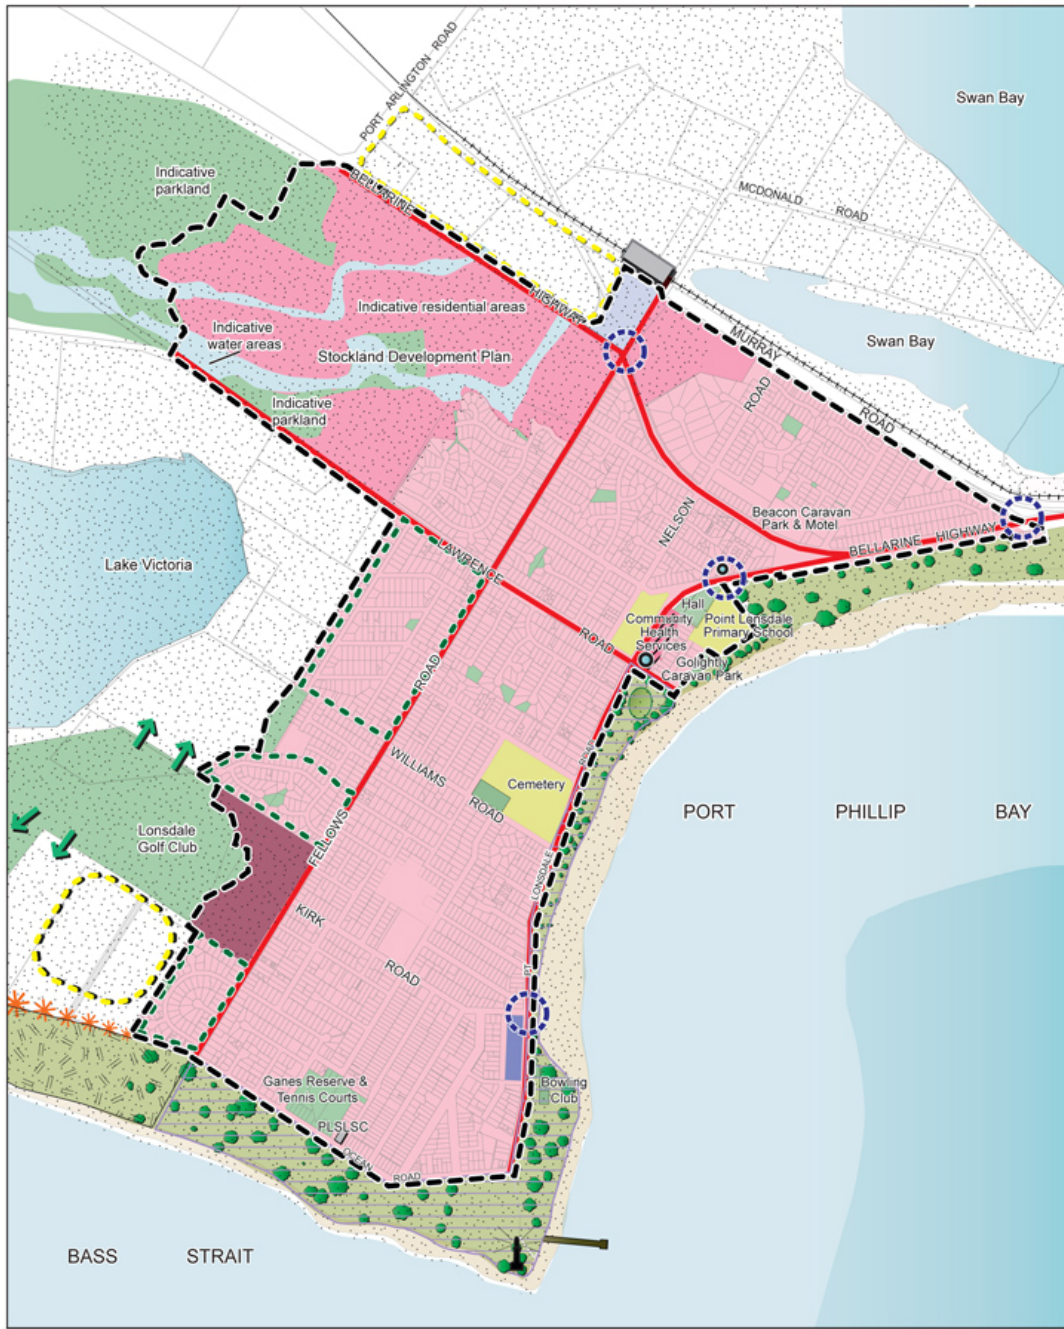 PORT ARLINGTON ROAD
Swan Bay
Indicative
parkland
BELLARINE
MCDONALD ROAD
HIGHWAY
Indicative residential areas
Indicative
water areas
Stockland Development Plan
MURRAY
ROAD
Swan Bay
ROAD
Indicative
parkland
NELSON
Beacon Caravan
Park & Motel
BELLARINE HIGHWAY
LAWRENCE
ROAD
Lake Victoria
Hall
Community
Health
Services
Point Lonsdale
Primary School
Golightly
Caravan Park
ROAD
WILLIAMS
ROAD
ROAD
Cemetery
PORT PHILLIP BAY
Lonsdale
Golf Club
FELLOWS
LONSDALE
KIRK
ROAD
PT
Ganes Reserve &
Tennis Courts
Bowling
Club
PLSLSC
OCEAN
ROAD
BASS STRAIT